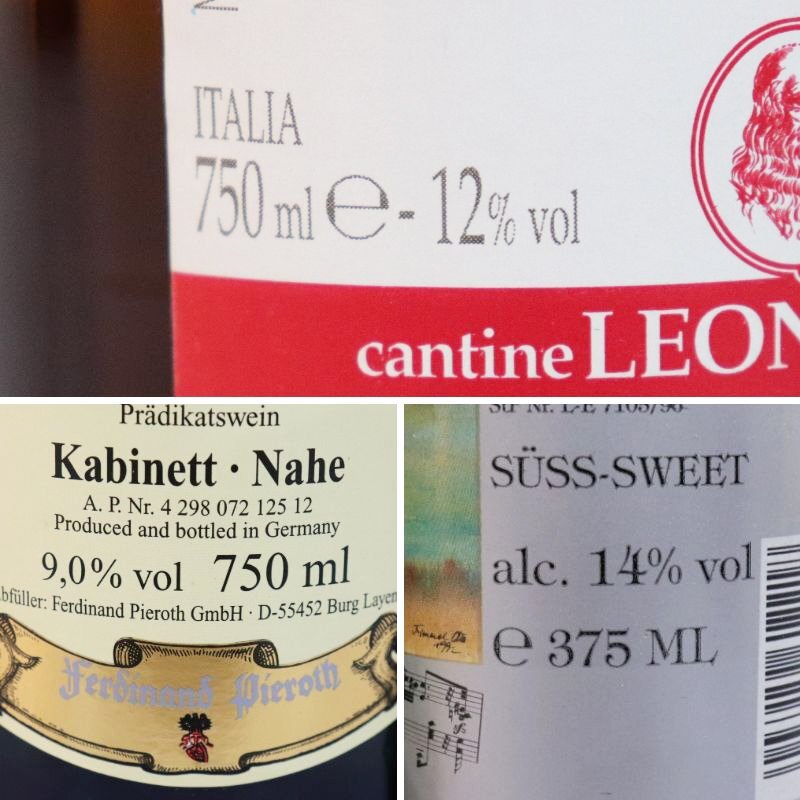 ITALIA
750 ml ℮ - 12% vol
cantine LEON
Prädikatswein
Kabinett · Nahe
A. P. Nr. 4 298 072 125 12
Produced and bottled in Germany
9,0% vol 750 ml
bfüller: Ferdinand Pieroth GmbH · D-55452 Burg Layen
Ferdinand Pieroth
SÜSS-SWEET
alc. 14% vol
℮ 375 ML